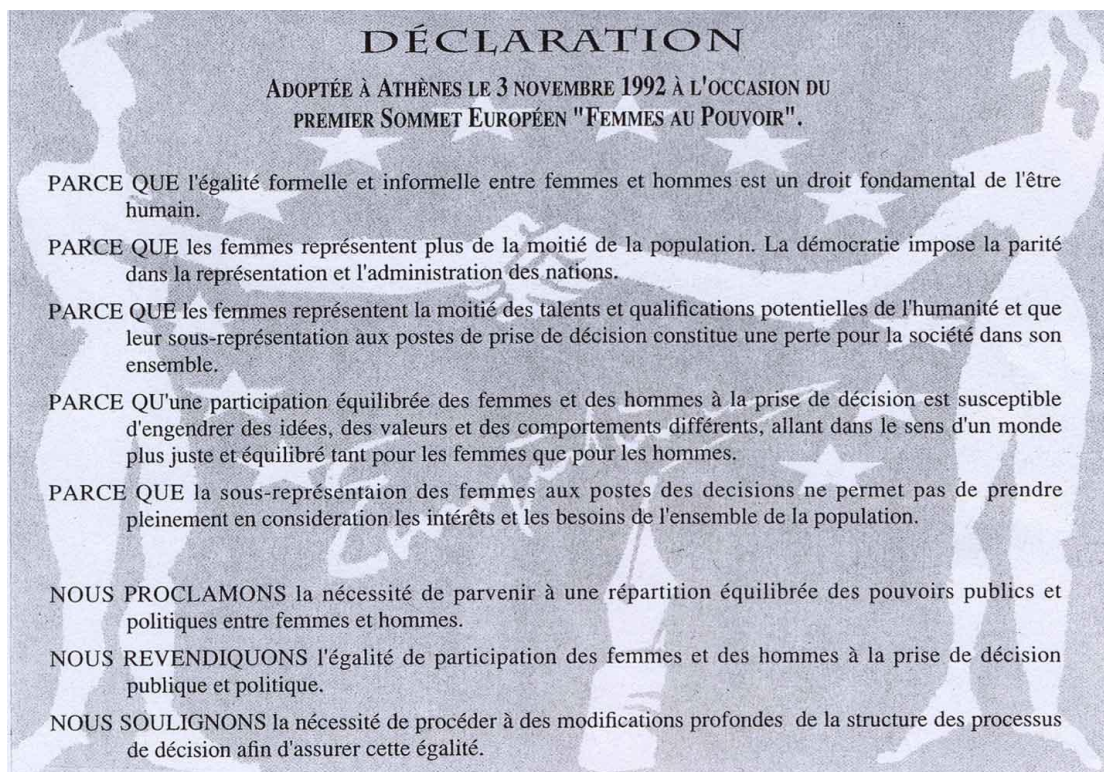 DÉCLARATION
ADOPTÉE À ATHÈNES LE 3 NOVEMBRE 1992 À L'OCCASION DU
PREMIER SOMMET EUROPÉEN "FEMMES AU POUVOIR".
PARCE QUE l'égalité formelle et informelle entre femmes et hommes est un droit fondamental de l'être
humain.
PARCE QUE les femmes représentent plus de la moitié de la population. La démocratie impose la parité
dans la représentation et l'administration des nations.
PARCE QUE les femmes représentent la moitié des talents et qualifications potentielles de l'humanité et que
leur sous-représentation aux postes de prise de décision constitue une perte pour la société dans son
ensemble.
PARCE QU'une participation équilibrée des femmes et des hommes à la prise de décision est susceptible
d'engendrer des idées, des valeurs et des comportements différents, allant dans le sens d'un monde
plus juste et équilibré tant pour les femmes que pour les hommes.
PARCE QUE la sous-représentaion des femmes aux postes des decisions ne permet pas de prendre
pleinement en consideration les intérêts et les besoins de l'ensemble de la population.
NOUS PROCLAMONS la nécessité de parvenir à une répartition équilibrée des pouvoirs publics et
politiques entre femmes et hommes.
NOUS REVENDIQUONS l'égalité de participation des femmes et des hommes à la prise de décision
publique et politique.
NOUS SOULIGNONS la nécessité de procéder à des modifications profondes de la structure des processus
de décision afin d'assurer cette égalité.